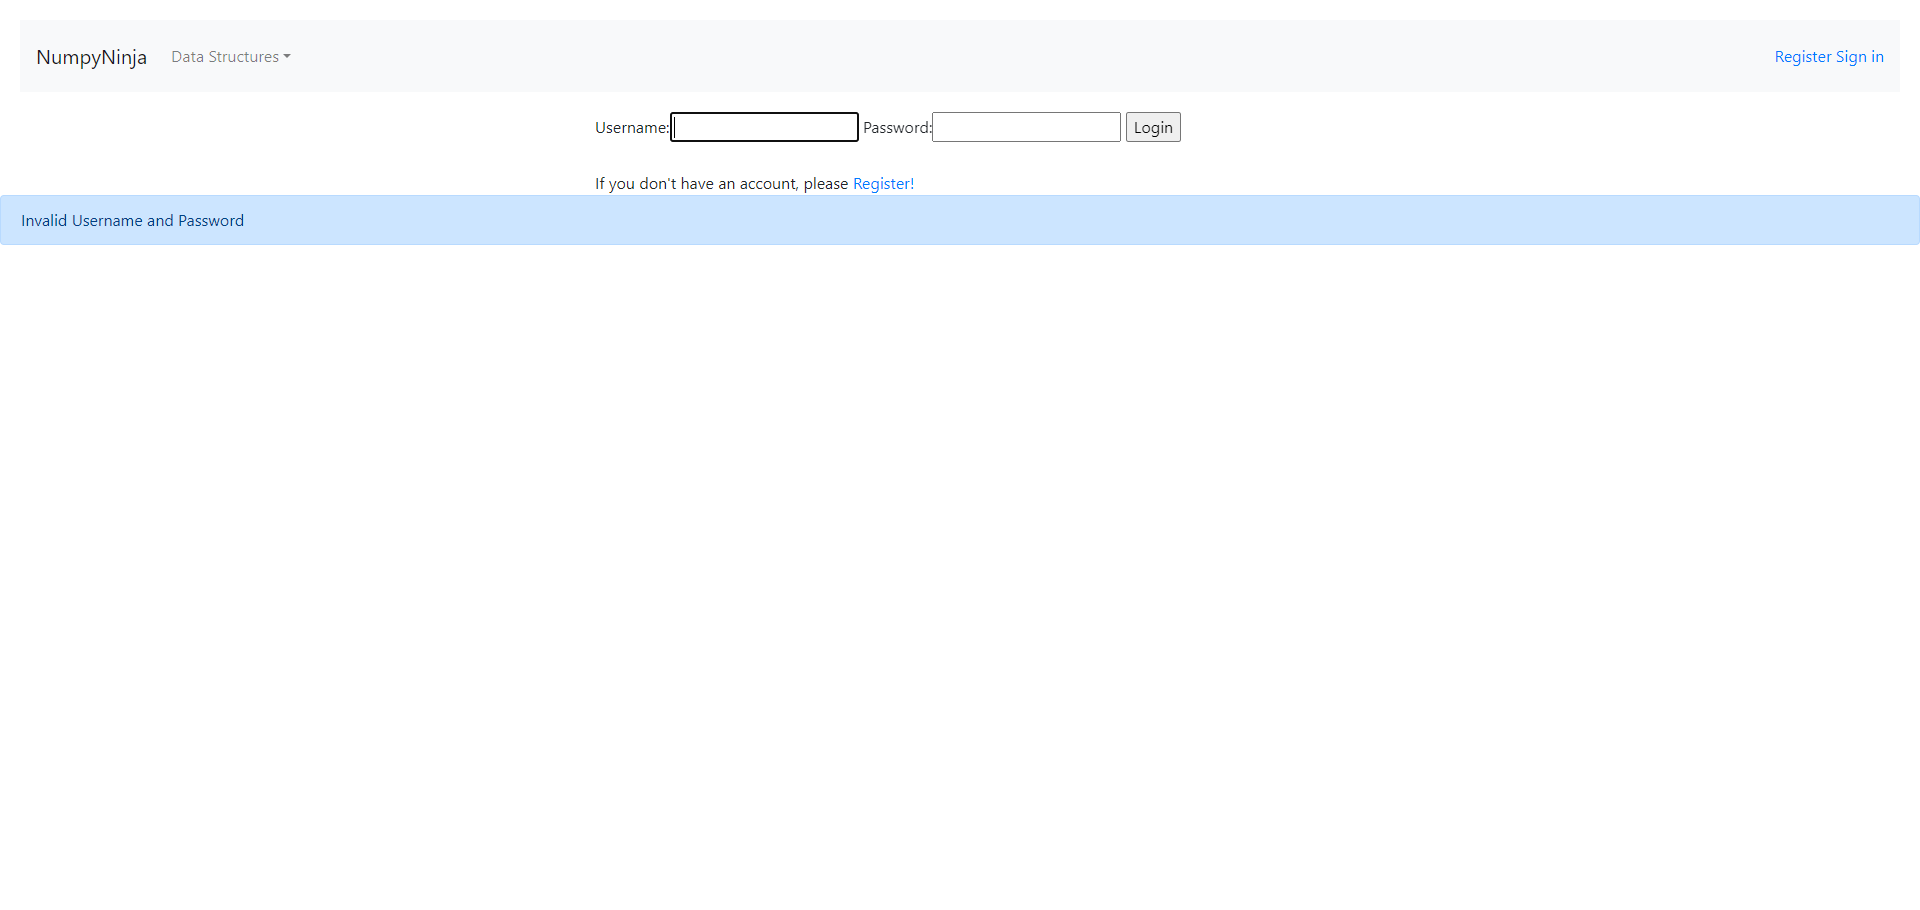 NumpyNinja Data Structures Register Sign in
Username: Password: Login
If you don't have an account, please Register!
Invalid Username and Password